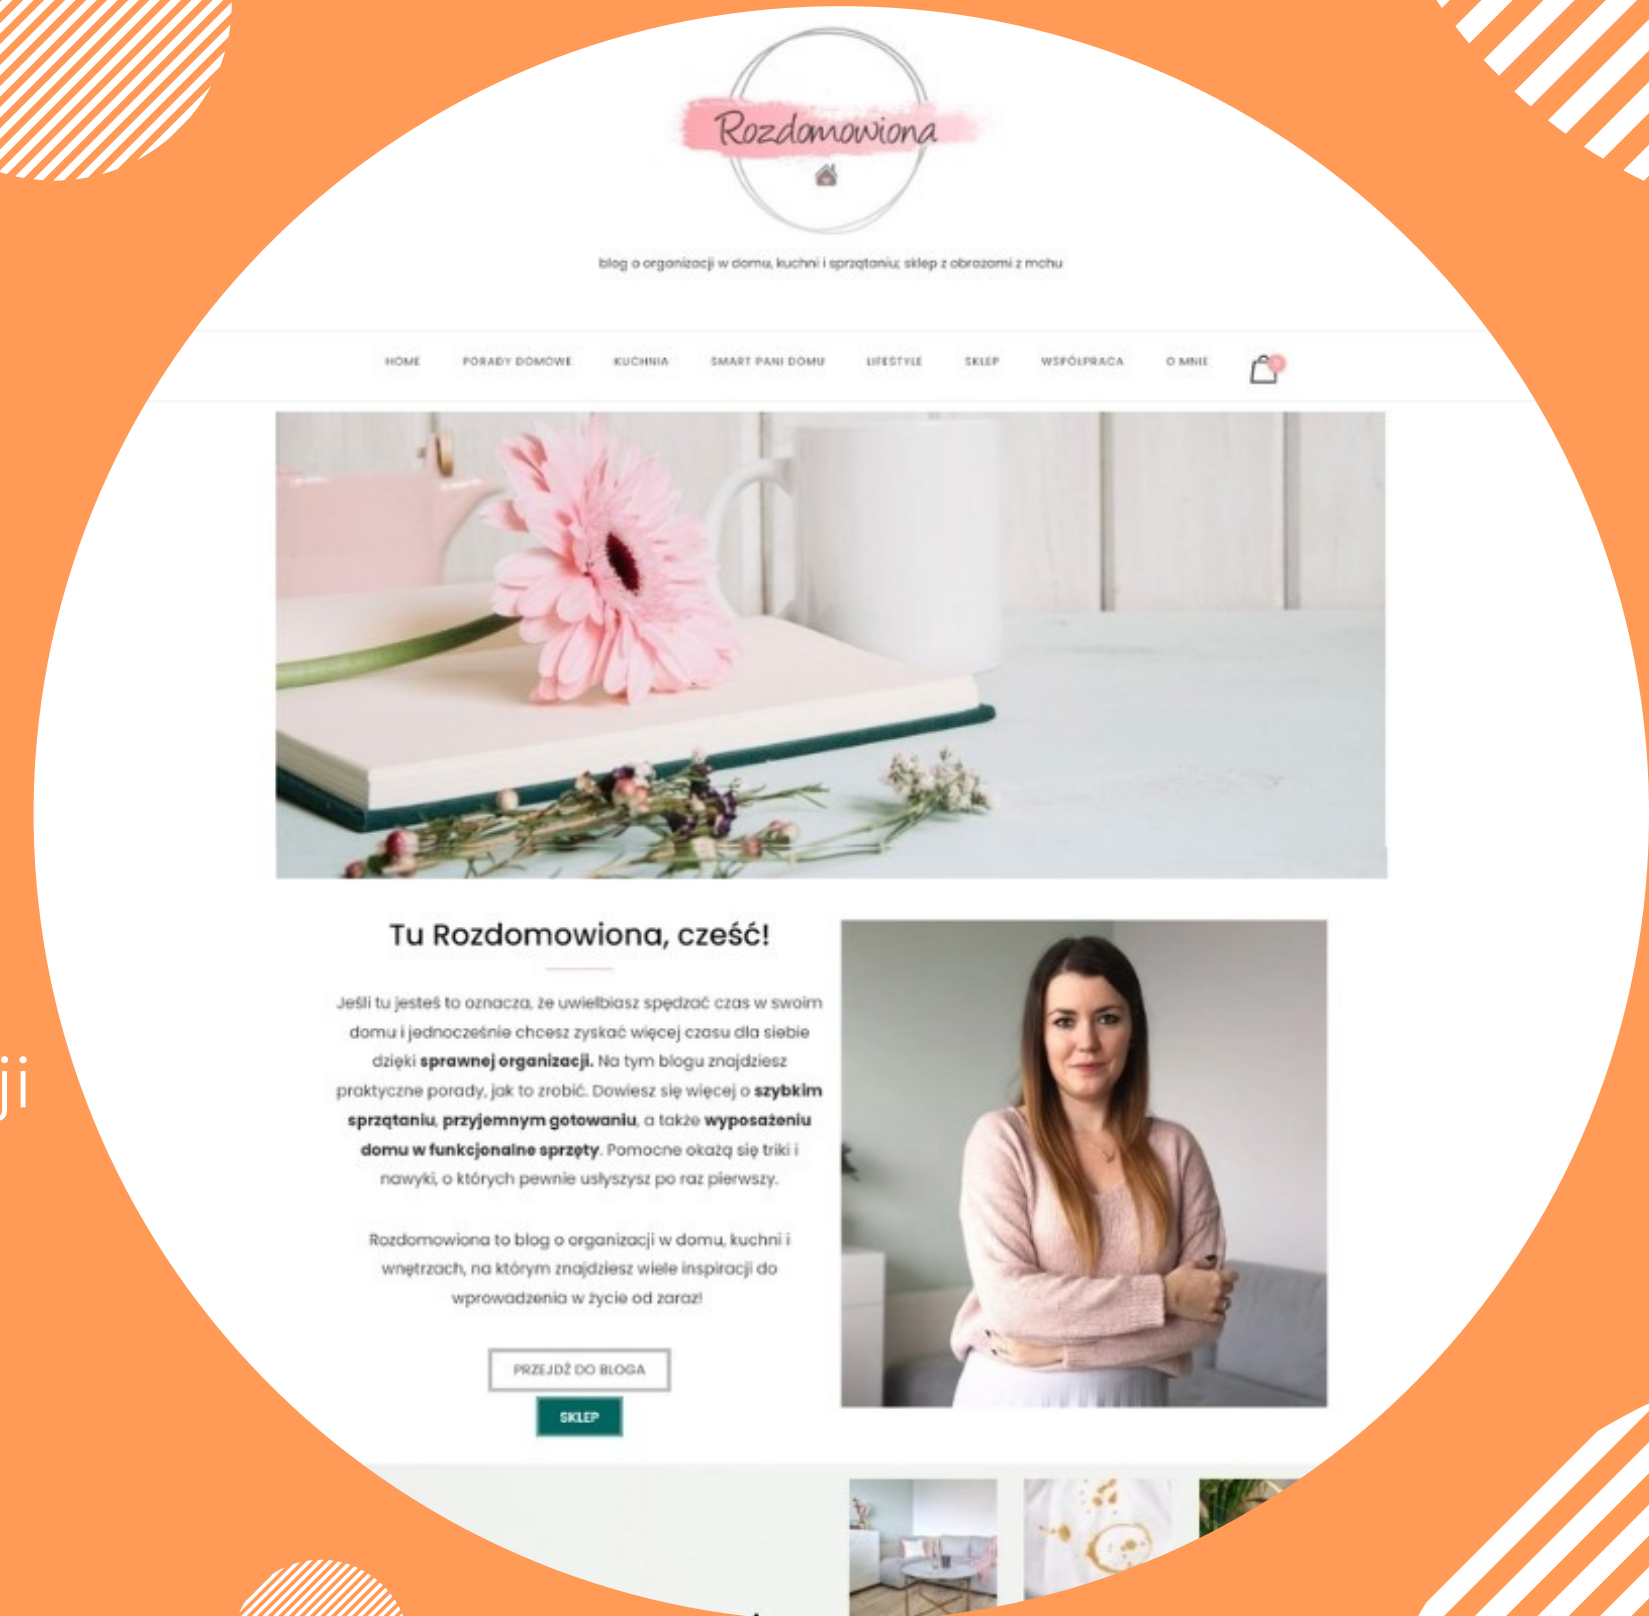 Rozdomowiona
blog o organizacji w domu, kuchni i sprzątaniu; sklep z obrazami z mchu
HOME PORADY DOMOWE KUCHNIA SMART PANI DOMU LIFESTYLE SKLEP WSPÓŁPRACA O MNIE
Tu Rozdomowiona, cześć!
Jeśli tu jesteś to oznacza, że uwielbiasz spędzać czas w swoim
domu i jednocześnie chcesz zyskać więcej czasu dla siebie
dzięki sprawnej organizacji. Na tym blogu znajdziesz
praktyczne porady, jak to zrobić. Dowiesz się więcej o szybkim
sprzątaniu, przyjemnym gotowaniu, a także wyposażeniu
domu w funkcjonalne sprzęty. Pomocne okażą się triki i
nawyki, o których pewnie usłyszysz po raz pierwszy.
Rozdomowiona to blog o organizacji w domu, kuchni i
wnętrzach, na którym znajdziesz wiele inspiracji do
wprowadzenia w życie od zaraz!
PRZEJDŹ DO BLOGA
SKLEP
ji